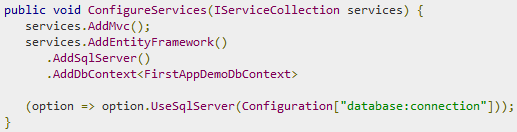 public void ConfigureServices(IServiceCollection services) {
   services.AddMvc();
   services.AddEntityFramework()
      .AddSqlServer()
      .AddDbContext<FirstAppDemoDbContext>
   (option => option.UseSqlServer(Configuration["database:connection"]));
}